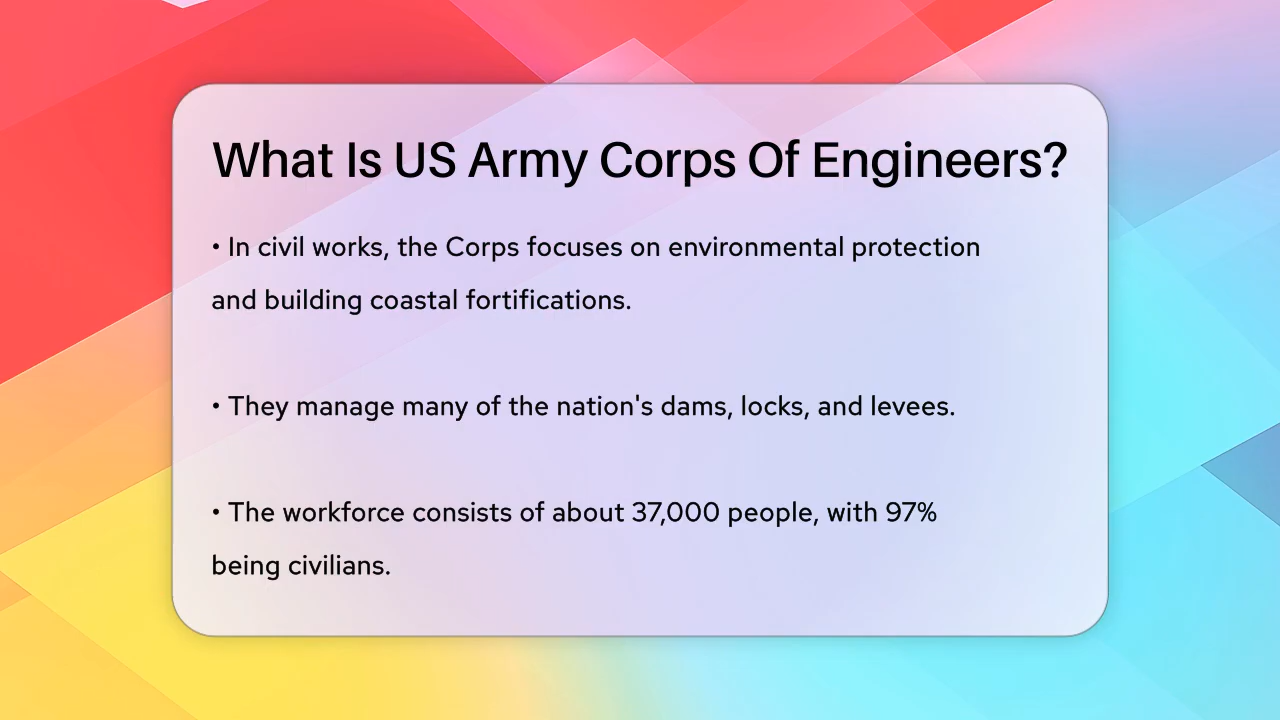 What Is US Army Corps Of Engineers?
• In civil works, the Corps focuses on environmental protection
and building coastal fortifications.
• They manage many of the nation's dams, locks, and levees.
• The workforce consists of about 37,000 people, with 97%
being civilians.